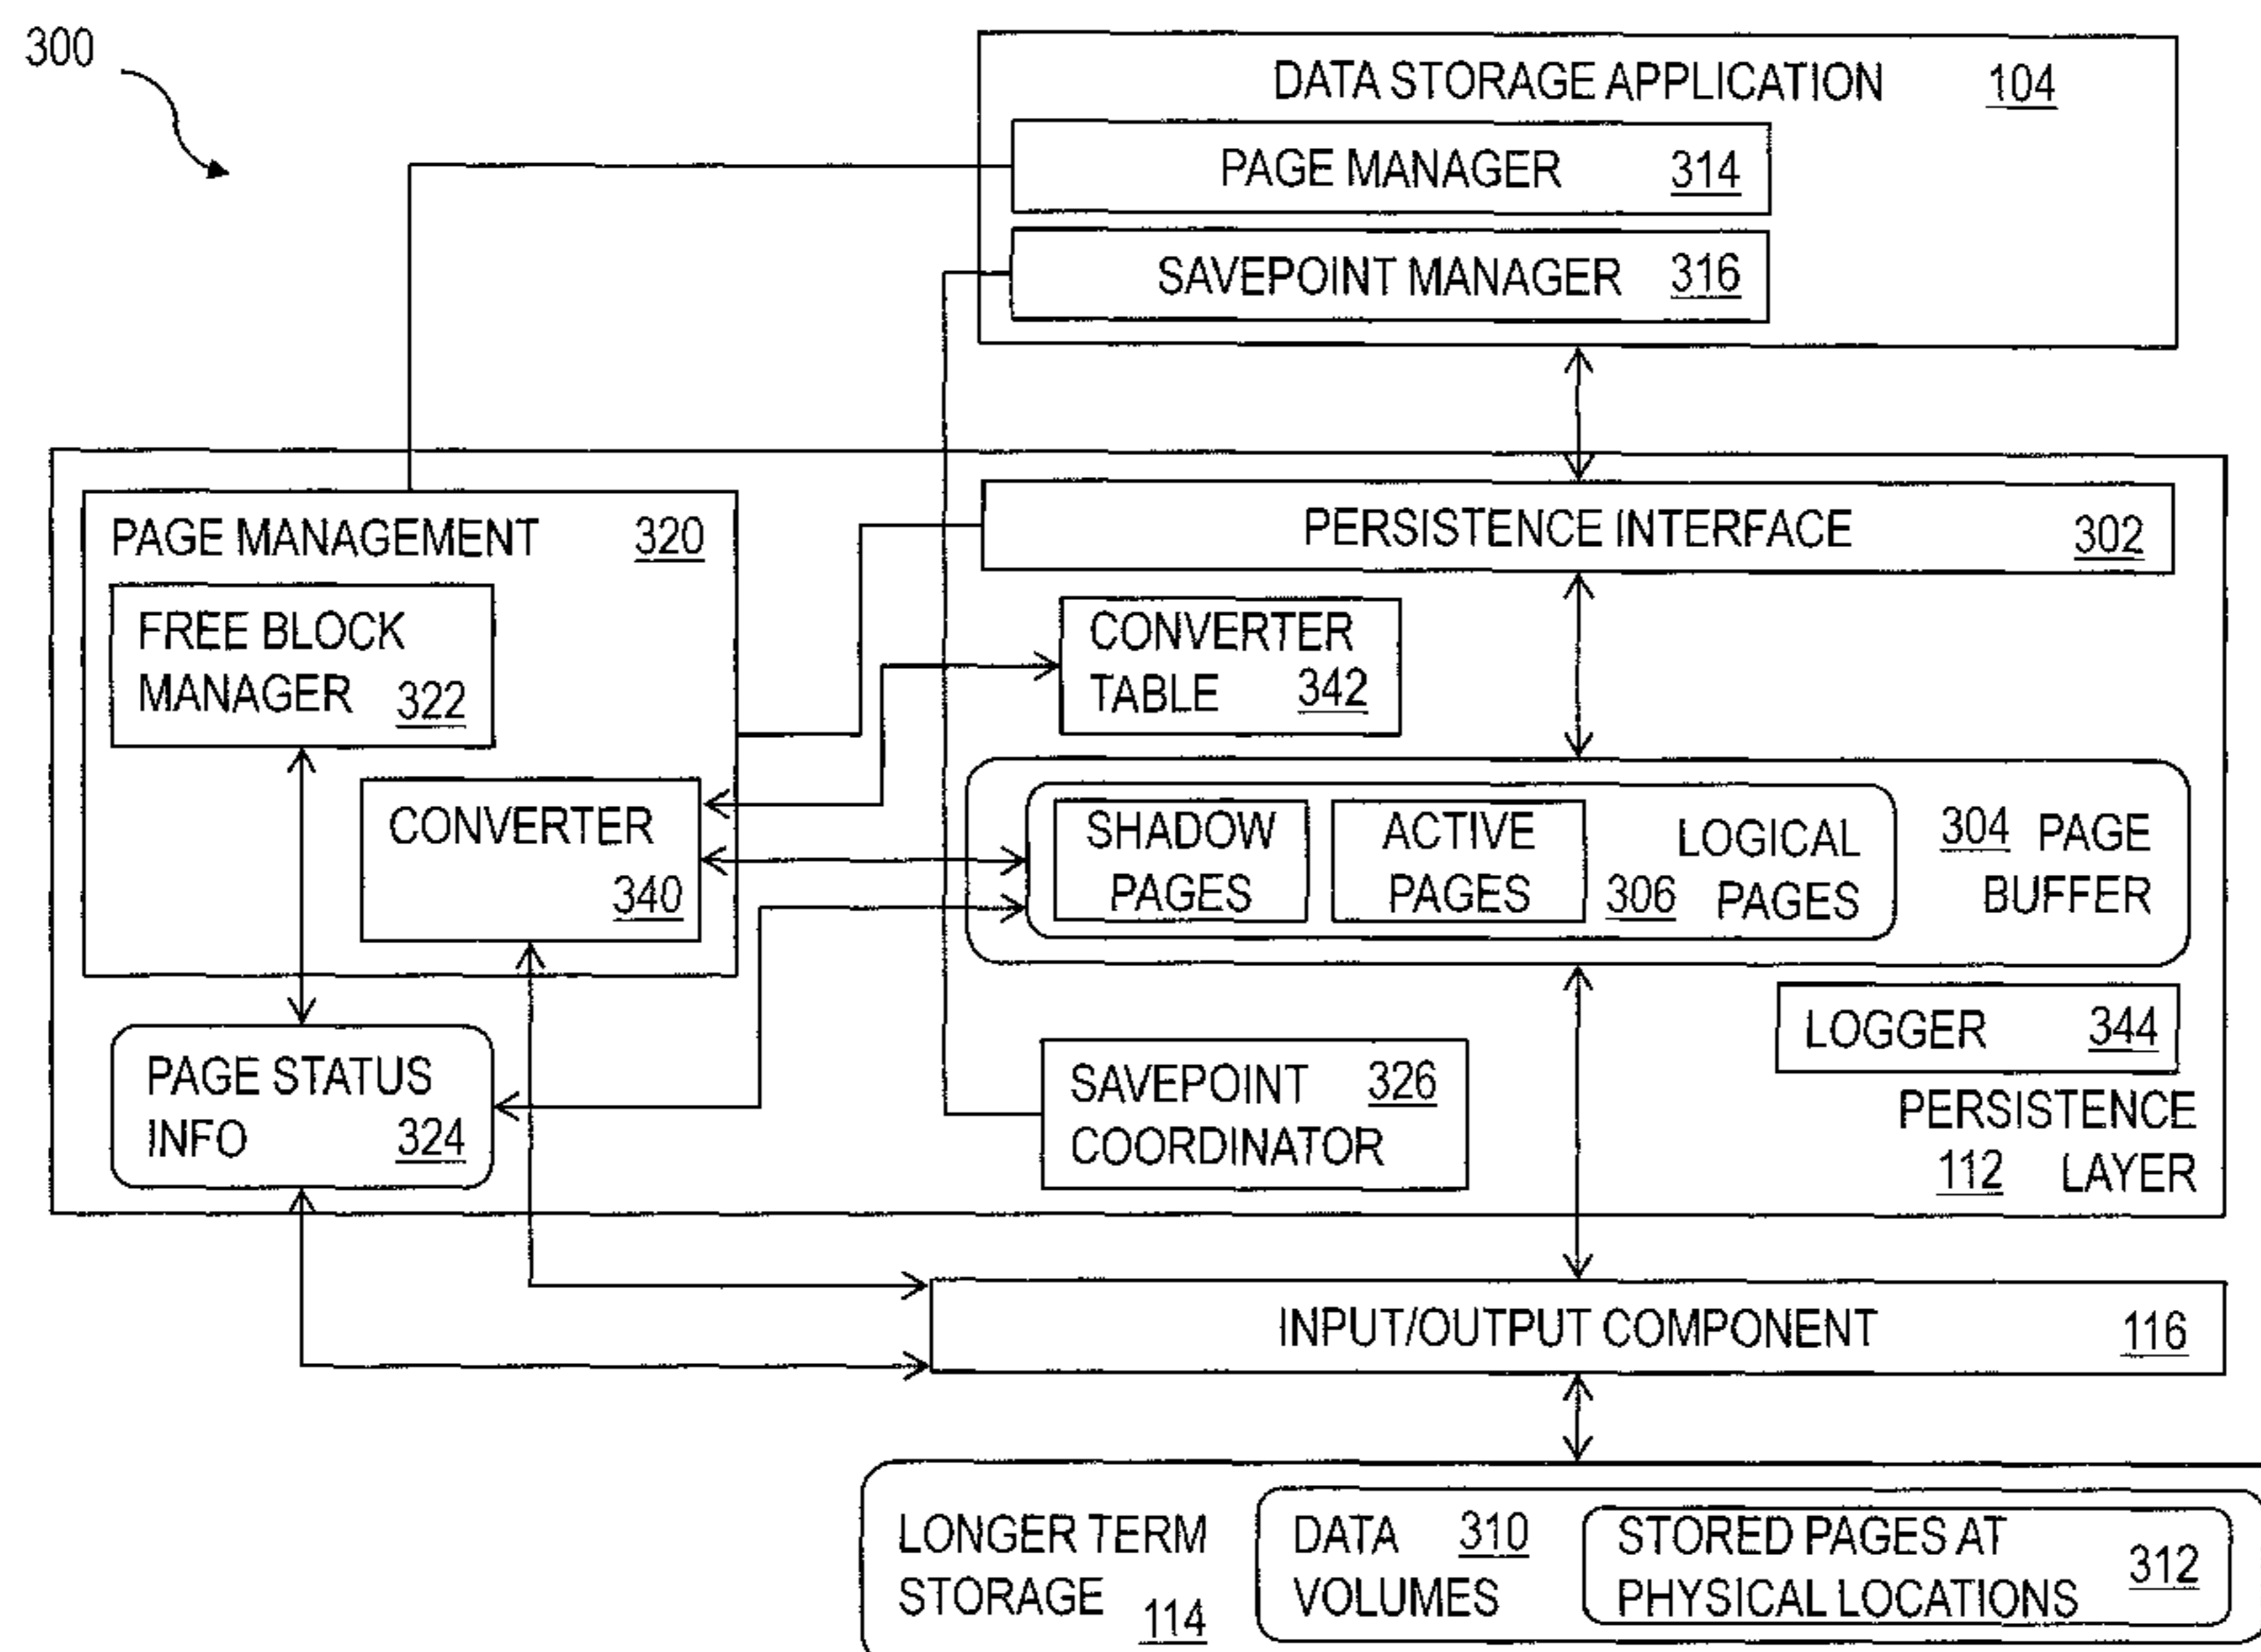 300
DATA STORAGE APPLICATION 104
PAGE MANAGER 314
SAVEPOINT MANAGER 316
PAGE MANAGEMENT 320
FREE BLOCK
MANAGER 322
CONVERTER
340
PAGE STATUS
INFO 324
PERSISTENCE INTERFACE 302
CONVERTER
TABLE 342
SHADOW
PAGES
ACTIVE
PAGES
LOGICAL
306 PAGES
304 PAGE
BUFFER
LOGGER 344
SAVEPOINT 326
COORDINATOR
PERSISTENCE
112 LAYER
INPUT/OUTPUT COMPONENT 116
LONGER TERM
STORAGE 114
DATA 310
VOLUMES
STORED PAGES AT
PHYSICAL LOCATIONS 312